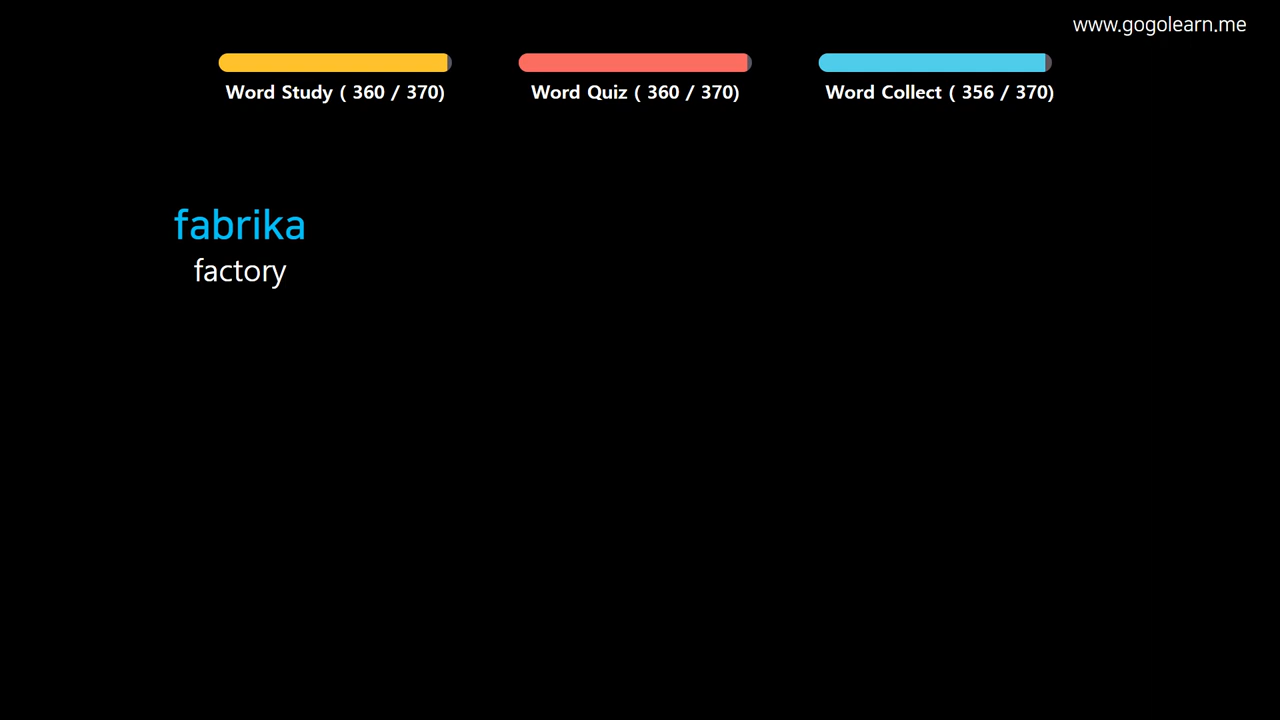 www.gogolearn.me
Word Study ( 360 / 370)
Word Quiz ( 360 / 370)
Word Collect ( 356 / 370)
fabrika
factory